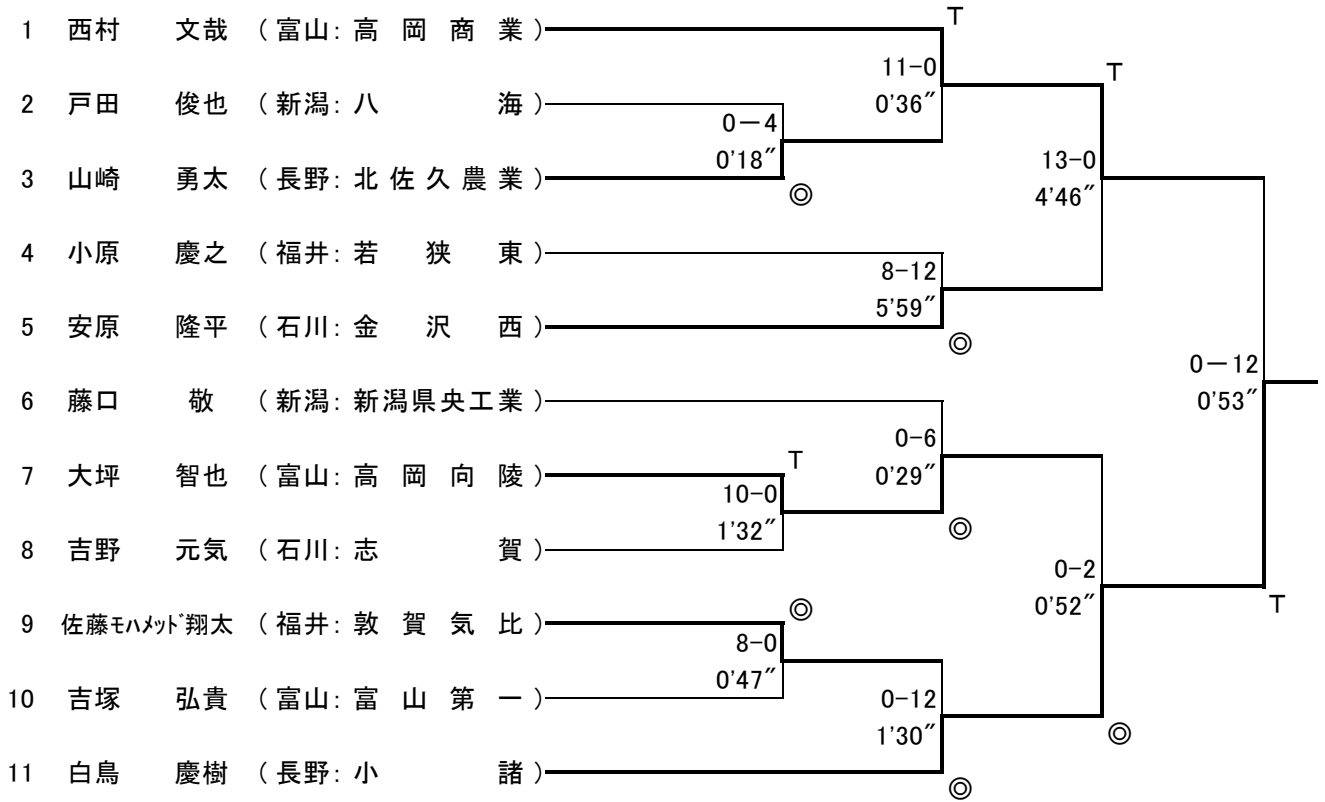 T
1 西村 文哉 （富山：高岡商業）
11-0
T
0'36″
2 戸田 俊也 （新潟：八 海）
0－4
0'18″
13-0
3 山崎 勇太 （長野：北佐久農業）
◎
4'46″
4 小原 慶之 （福井：若狭東）
8-12
5'59″
5 安原 隆平 （石川：金沢西）
◎
0－12
0'53″
6 藤口 敬 （新潟：新潟県央工業）
0-6
T
0'29″
7 大坪 智也 （富山：高岡向陵）
10-0
1'32″
◎
8 吉野 元気 （石川：志 賀）
0-2
0'52″
◎
T
9 佐藤ﾓﾊﾒｯﾄﾞ翔太 （福井：敦賀気比）
8-0
0'47″
10 吉塚 弘貴 （富山：富山第一）
0-12
1'30″
◎
11 白鳥 慶樹 （長野：小 諸）
◎